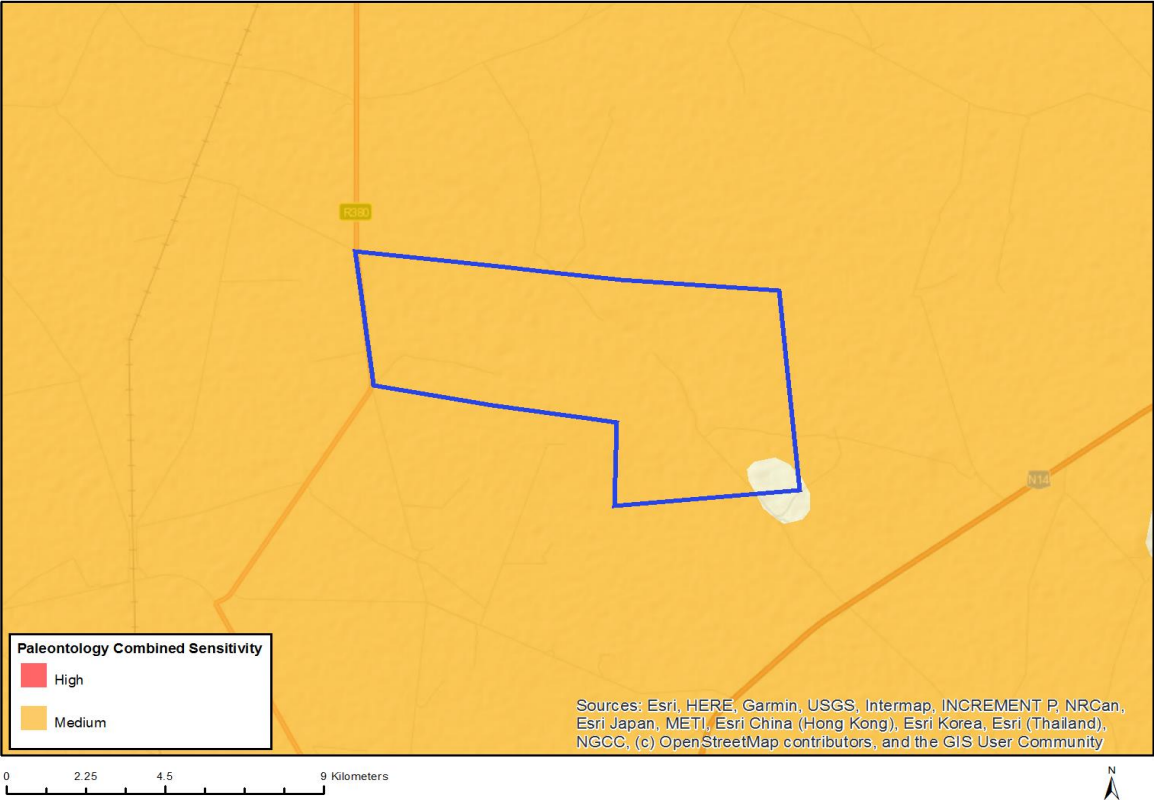 R380
N14
Paleontology Combined Sensitivity
High
Medium
Sources: Esri, HERE, Garmin, USGS, Intermap, INCREMENT P, NRCan,
Esri Japan, METI, Esri China (Hong Kong), Esri Korea, Esri (Thailand),
NGCC, (c) OpenStreetMap contributors, and the GIS User Community
0 2.25 4.5 9 Kilometers
N